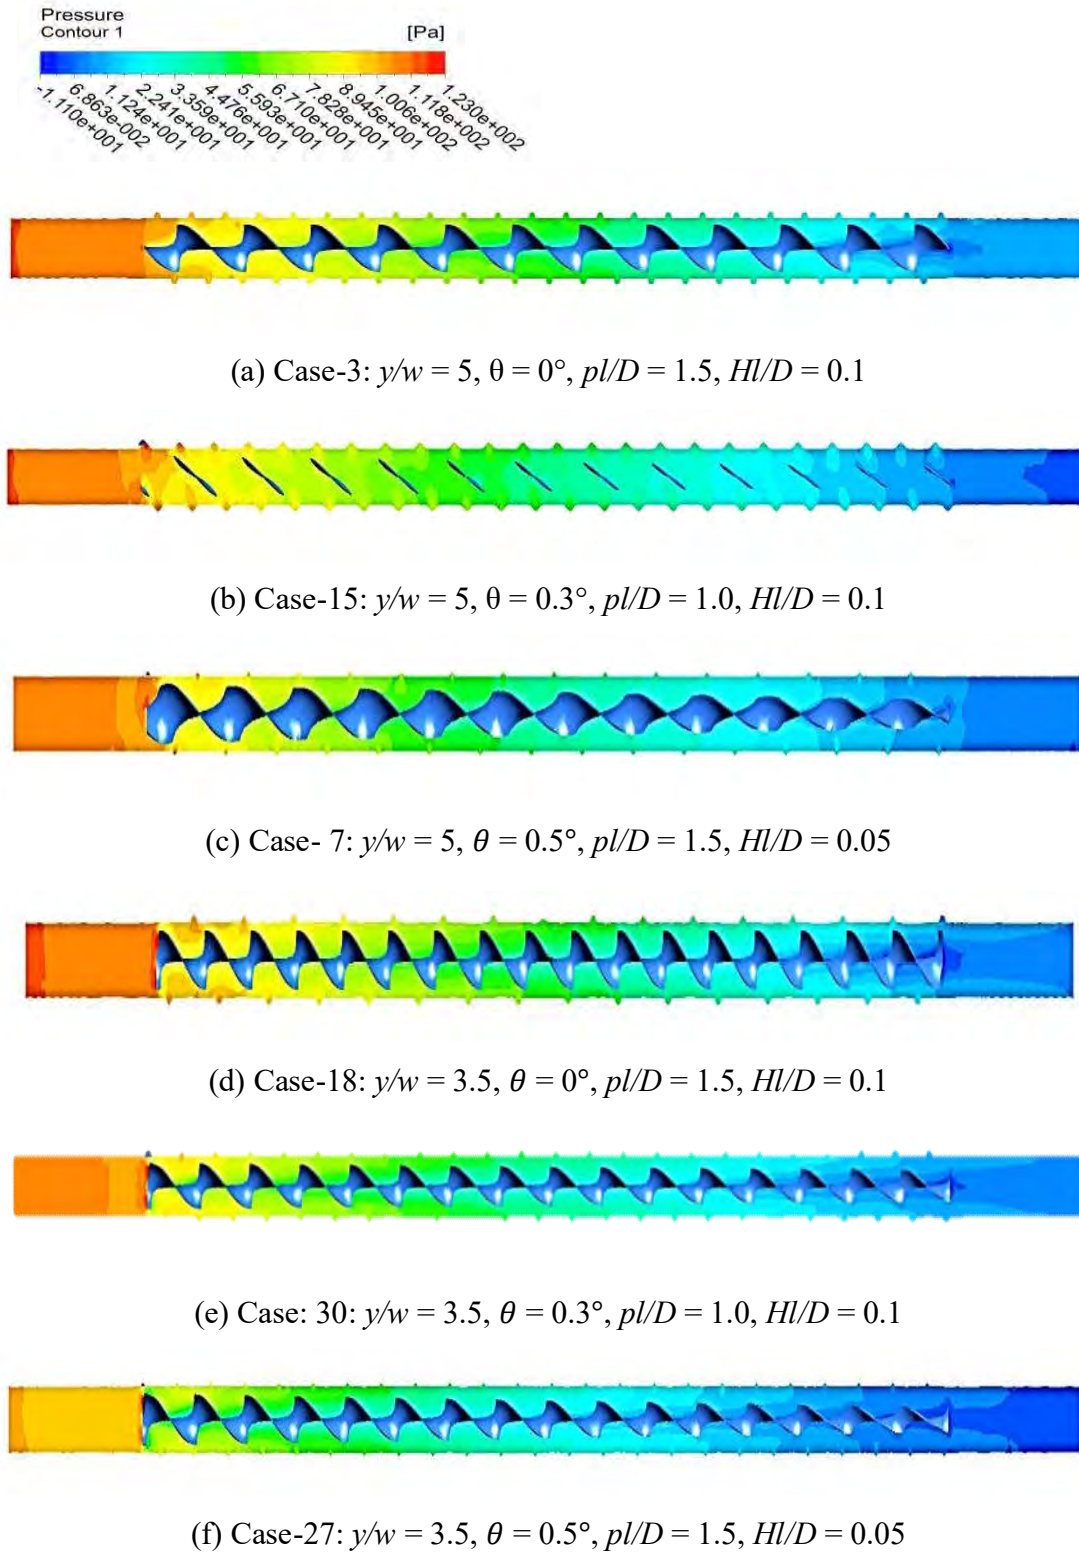 Pressure
Contour 1 [Pa]
-1.110e+001
6.863e-002
1.124e+001
2.241e+001
3.359e+001
4.476e+001
5.593e+001
6.710e+001
7.828e+001
8.945e+001
1.000e+002
1.118e+002
1.230e+002
(a) Case-3: y/w = 5, θ = 0°, pl/D = 1.5, Hl/D = 0.1
(b) Case-15: y/w = 5, θ = 0.3°, pl/D = 1.0, Hl/D = 0.1
(c) Case- 7: y/w = 5, θ = 0.5°, pl/D = 1.5, Hl/D = 0.05
(d) Case-18: y/w = 3.5, θ = 0°, pl/D = 1.5, Hl/D = 0.1
(e) Case: 30: y/w = 3.5, θ = 0.3°, pl/D = 1.0, Hl/D = 0.1
(f) Case-27: y/w = 3.5, θ = 0.5°, pl/D = 1.5, Hl/D = 0.05